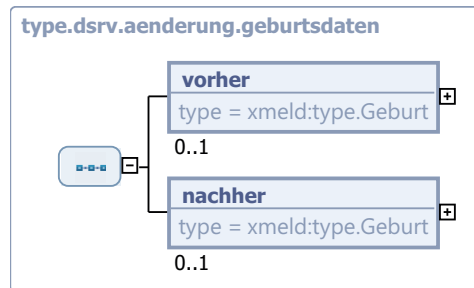 type.dsrv.aenderung.geburtsdaten
vorher
type = xmeld:type.Geburt
0..1
nachher
type = xmeld:type.Geburt
0..1